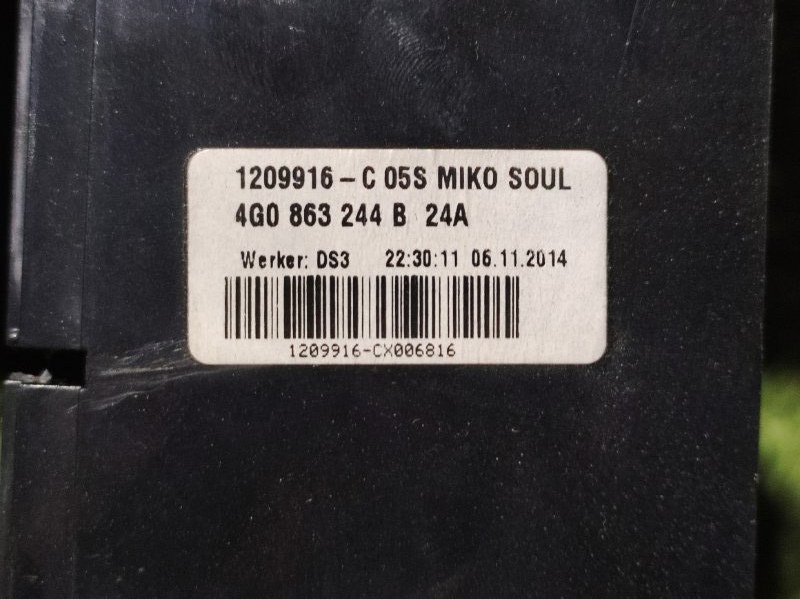 1209916-C 05S MIKO SOUL
4G0 863 244 B 24A
Werker: DS3 22:30:11 06.11.2014
1209916-CX006816